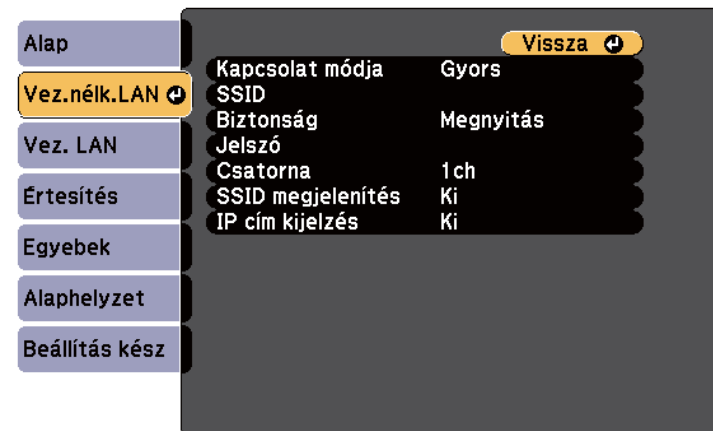 Alap
Vez.nélk.LAN
Vez. LAN
Értesítés
Egyebek
Alaphelyzet
Beállítás kész
Vissza
Kapcsolat módja Gyors
SSID
Biztonság Megnyitás
Jelszó
Csatorna 1ch
SSID megjelenítés Ki
IP cím kijelzés Ki